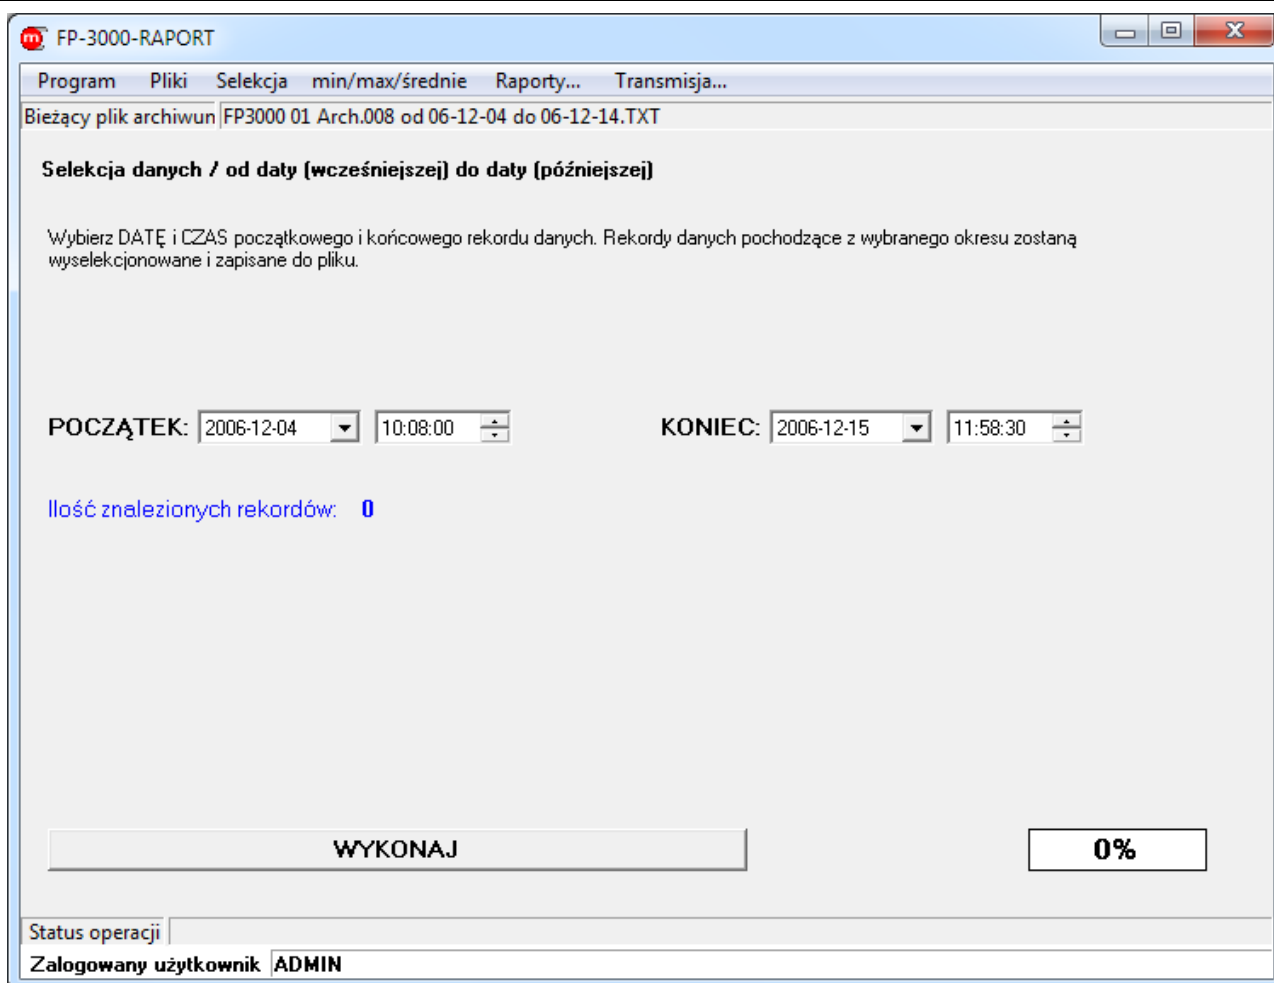 FP-3000-RAPORT
Program Pliki Selekcja min/max/średnie Raporty... Transmisja...
Bieżący plik archiwun FP3000 01 Arch.008 od 06-12-04 do 06-12-14.TXT
Selekcja danych / od daty (wcześniejszej) do daty (późniejszej)
Wybierz DATĘ i CZAS początkowego i końcowego rekordu danych. Rekordy danych pochodzące z wybranego okresu zostaną
wyselekcjonowane i zapisane do pliku.
POCZĄTEK: 2006-12-04 10:08:00 KONIEC: 2006-12-15 11:58:30
Ilość znalezionych rekordów: 0
WYKONAJ 0%
Status operacji
Zalogowany użytkownik ADMIN